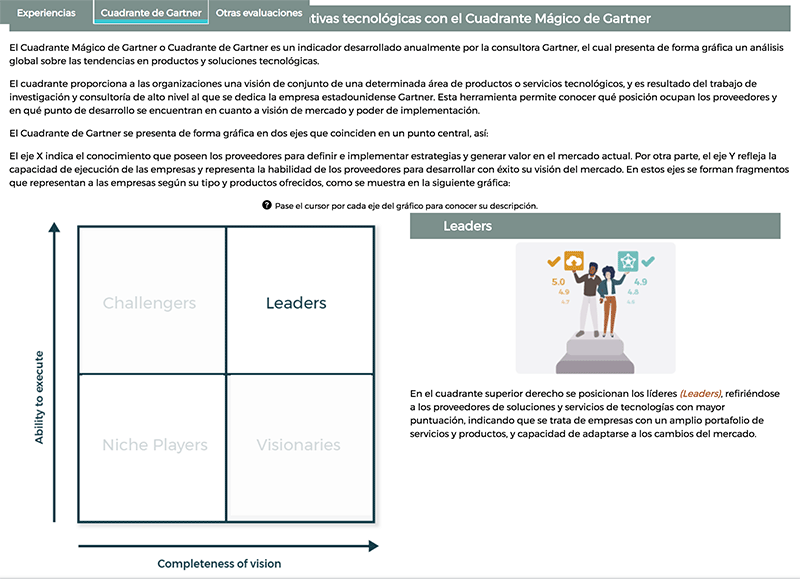 Experiencias
Cuadrante de Gartner
Otras evaluaciones
tivas tecnológicas con el Cuadrante Mágico de Gartner
El Cuadrante Mágico de Gartner o Cuadrante de Gartner es un indicador desarrollado anualmente por la consultora Gartner, el cual presenta de forma gráfica un análisis
global sobre las tendencias en productos y soluciones tecnológicas.
El cuadrante proporciona a las organizaciones una visión de conjunto de una determinada área de productos o servicios tecnológicos, y es resultado del trabajo de
investigación y consultoría de alto nivel al que se dedica la empresa estadounidense Gartner. Esta herramienta permite conocer qué posición ocupan los proveedores y
en qué punto de desarrollo se encuentran en cuanto a visión de mercado y poder de implementación.
El Cuadrante de Gartner se presenta de forma gráfica en dos ejes que coinciden en un punto central, así:
El eje X indica el conocimiento que poseen los proveedores para definir e implementar estrategias y generar valor en el mercado actual. Por otra parte, el eje Y refleja la
capacidad de ejecución de las empresas y representa la habilidad de los proveedores para desarrollar con éxito su visión del mercado. En estos ejes se forman fragmentos
que representan a las empresas según su tipo y productos ofrecidos, como se muestra en la siguiente gráfica:
? Pase el cursor por cada eje del gráfico para conocer su descripción.
Ability to execute
Challengers
Leaders
Niche Players
Visionaries
Completeness of vision
Leaders
5.0
4.9
4.7
4.9
4.8
En el cuadrante superior derecho se posicionan los líderes (Leaders), refiriéndose
a los proveedores de soluciones y servicios de tecnologías con mayor
puntuación, indicando que se trata de empresas con un amplio portafolio de
servicios y productos, y capacidad de adaptarse a los cambios del mercado.